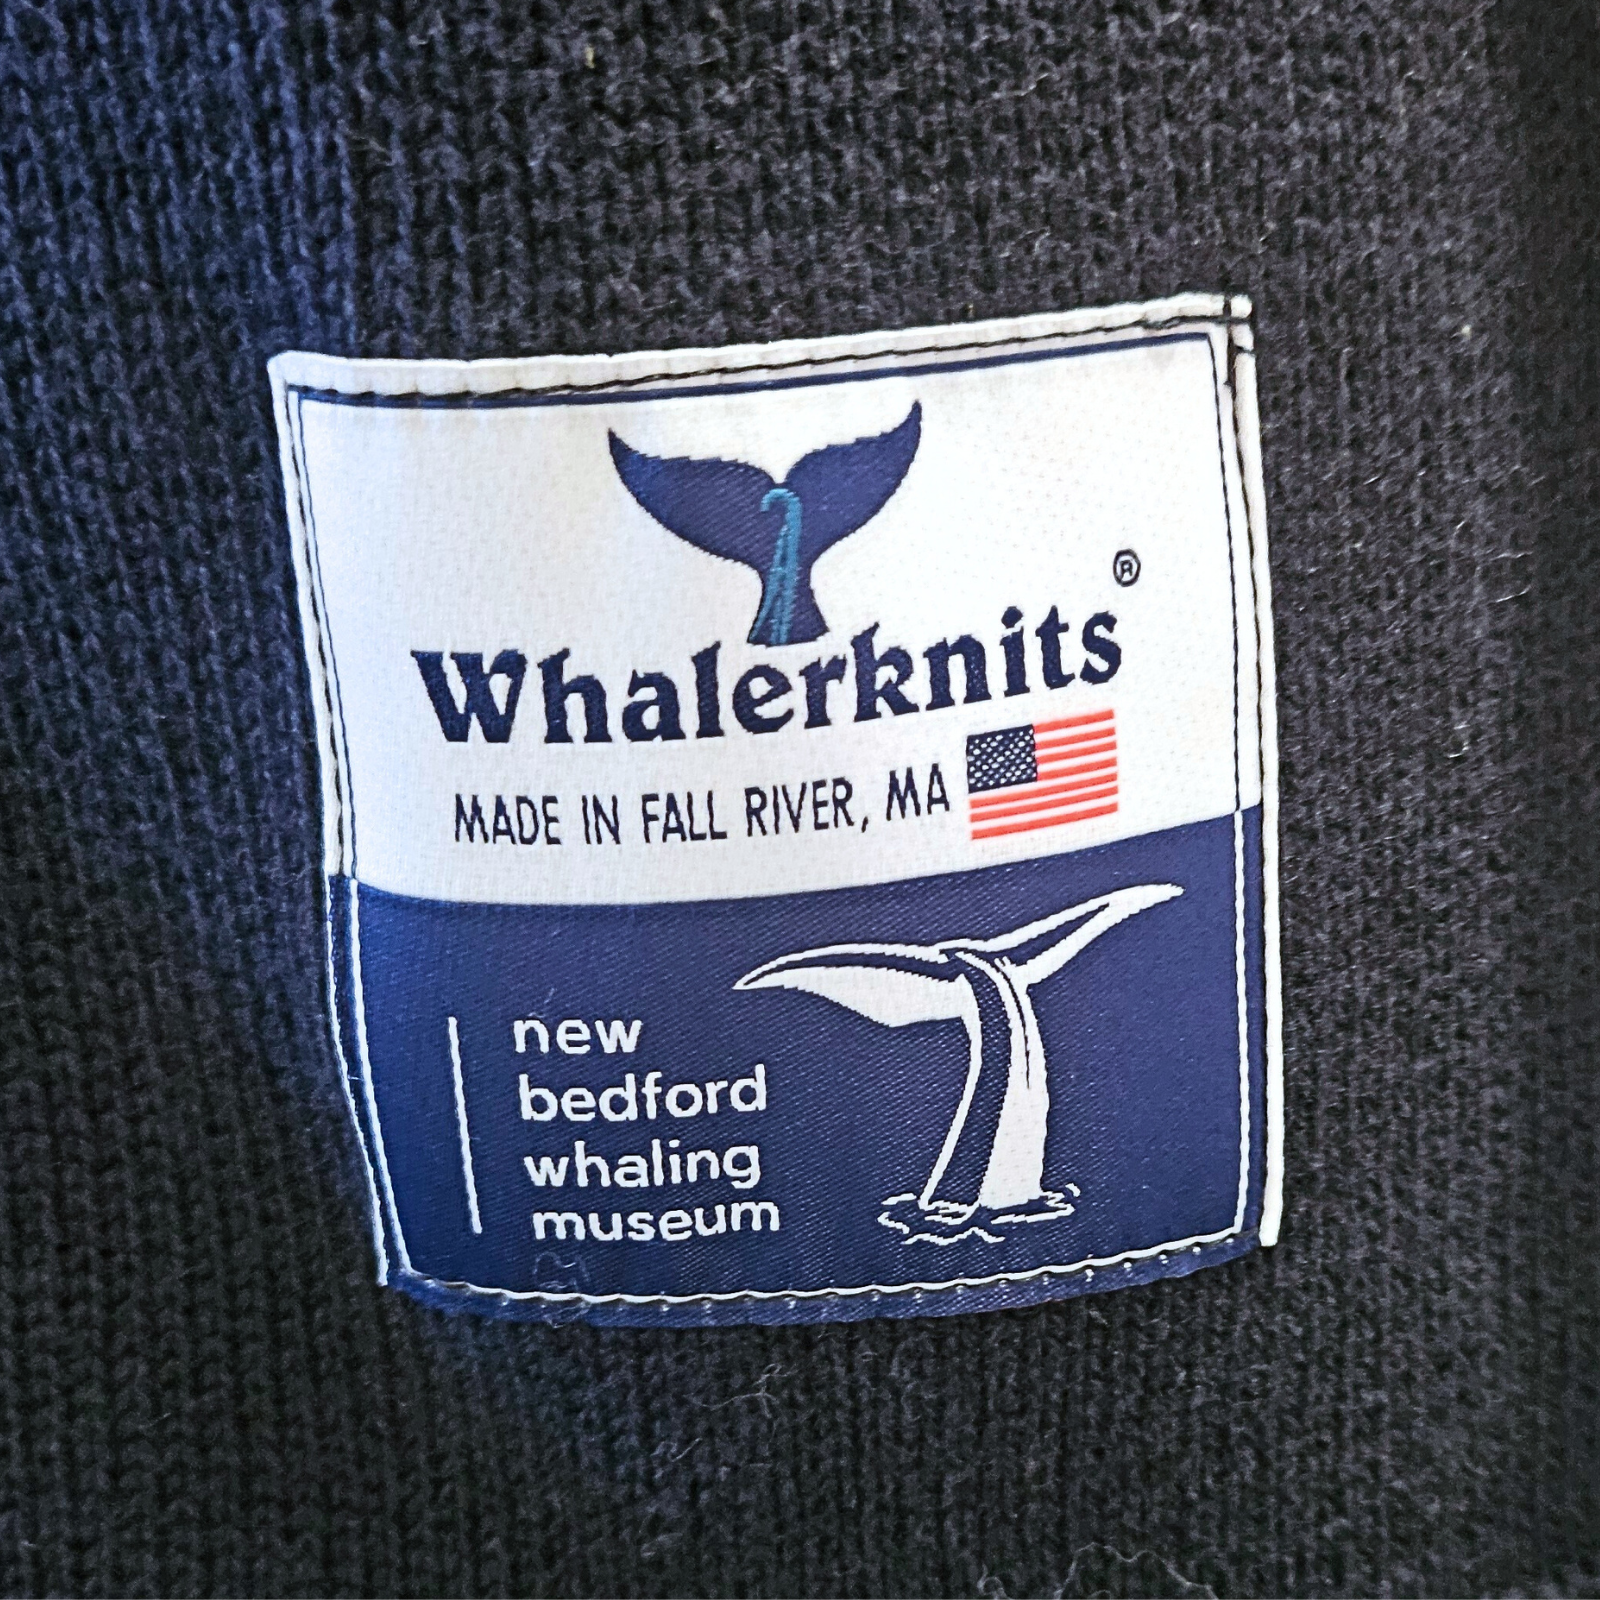 Whalerknits®
MADE IN FALL RIVER, MA
new
bedford
whaling
museum